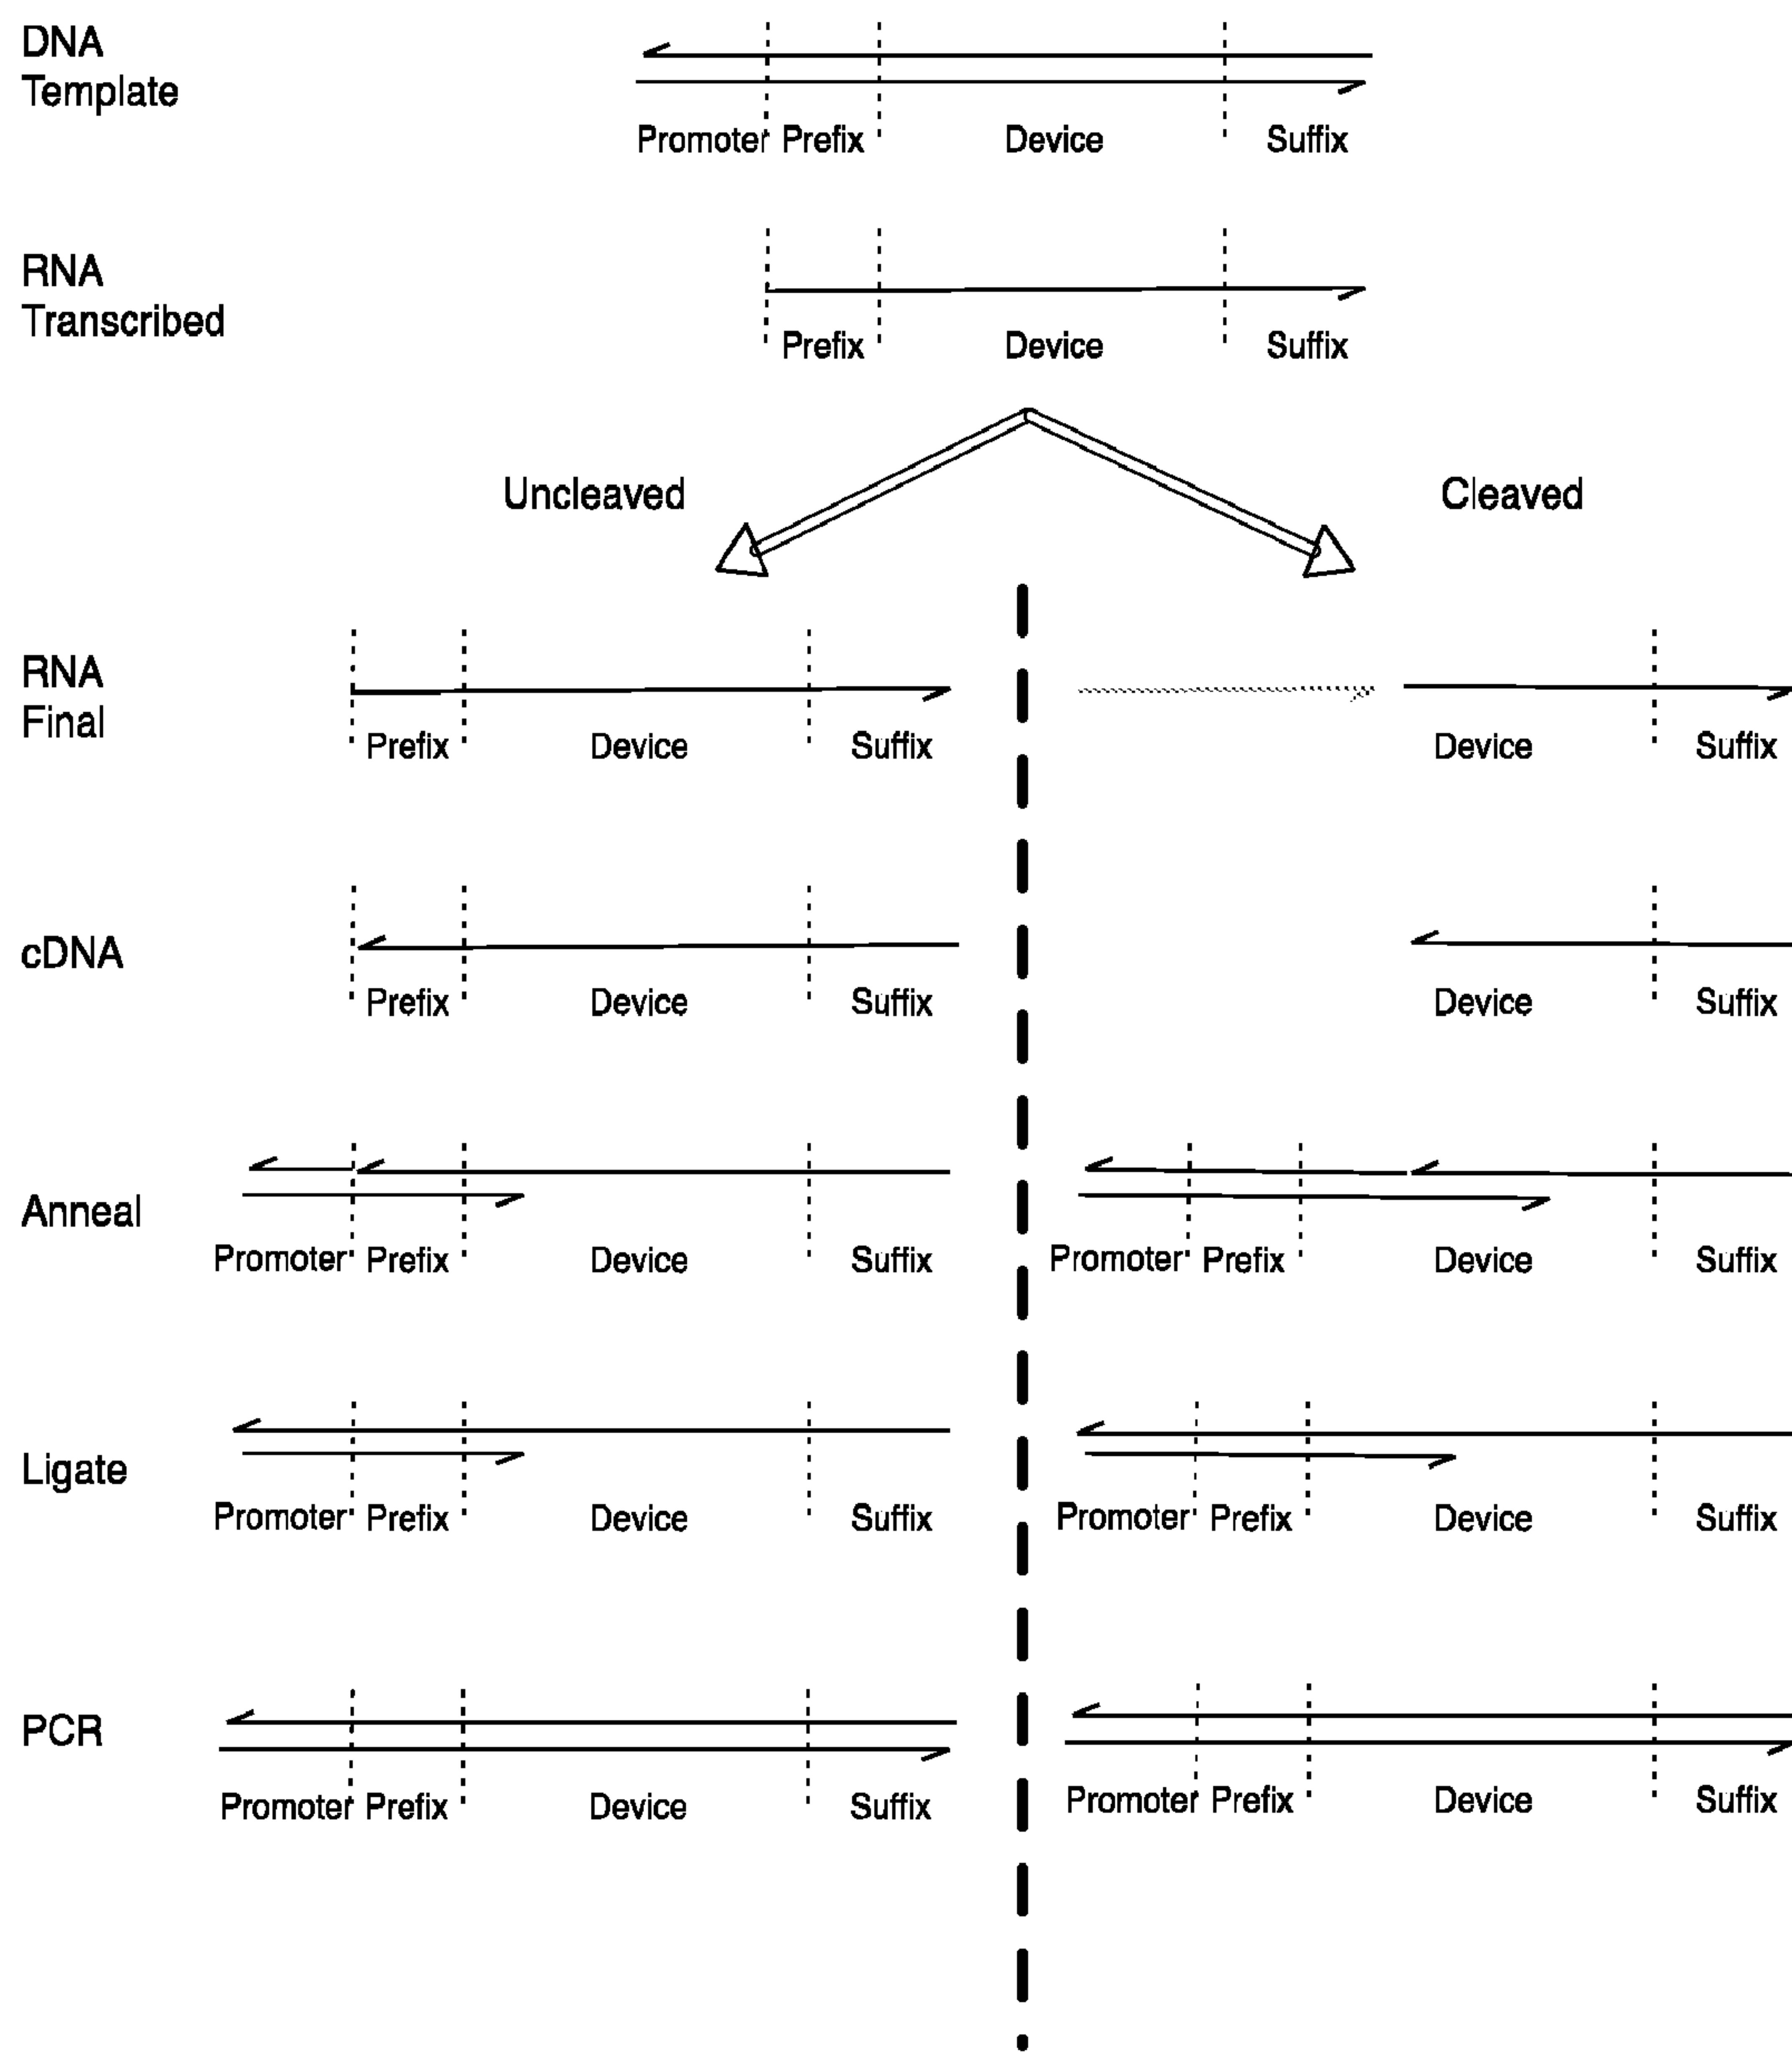 DNA
Template
Promoter Prefix Device Suffix
RNA
Transcribed
Prefix Device Suffix
Uncleaved Cleaved
RNA
Final
Prefix Device Suffix Device Suffix
cDNA
Prefix Device Suffix Device Suffix
Anneal
Promoter Prefix Device Suffix Promoter Prefix Device Suffix
Ligate
Promoter Prefix Device Suffix Promoter Prefix Device Suffix
PCR
Promoter Prefix Device Suffix Promoter Prefix Device Suffix